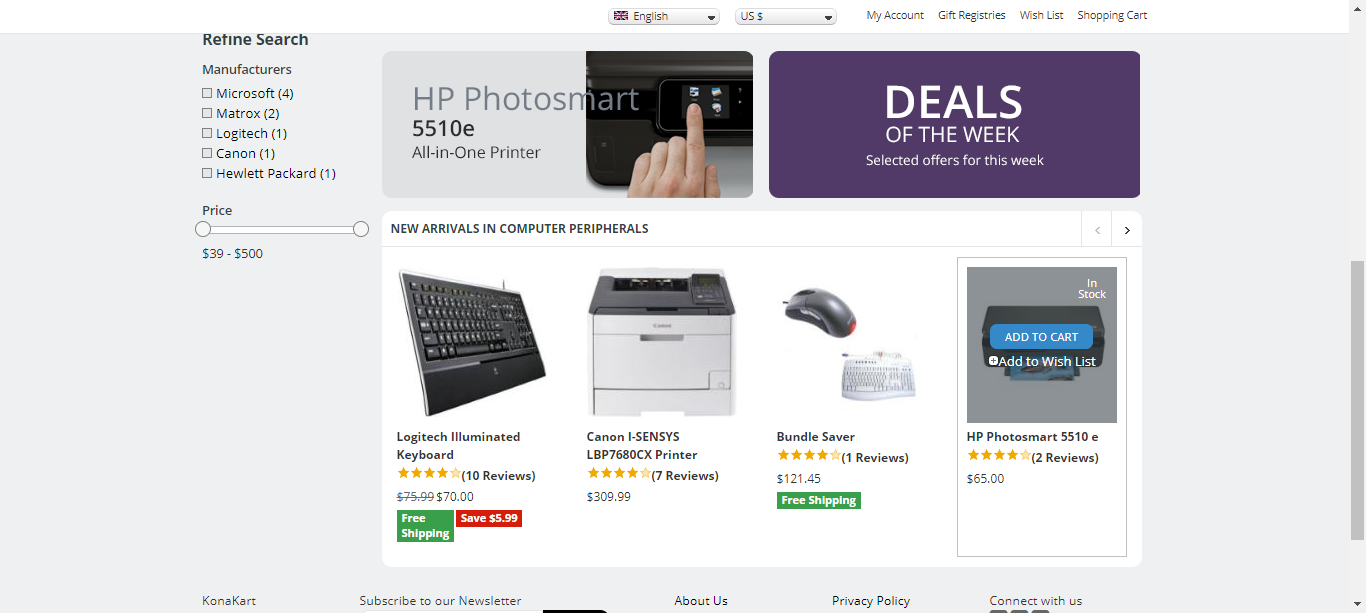 English
US $
My Account
Gift Registries
Wish List
Shopping Cart
Refine Search
Manufacturers
Microsoft (4)
Matrox (2)
Logitech (1)
Canon (1)
Hewlett Packard (1)
Price
$39 - $500
HP Photosmart
5510e
All-in-One Printer
DEALS
OF THE WEEK
Selected offers for this week
NEW ARRIVALS IN COMPUTER PERIPHERALS
Logitech Illuminated
Keyboard
(10 Reviews)
$75.99 $70.00
Free
Shipping
Save $5.99
Canon
Canon I-SENSYS
LBP7680CX Printer
(7 Reviews)
$309.99
Bundle Saver
(1 Reviews)
$121.45
Free Shipping
In
Stock
ADD TO CART
Add to Wish List
HP Photosmart 5510 e
(2 Reviews)
$65.00
KonaKart
Subscribe to our Newsletter
About Us
Privacy Policy
Connect with us